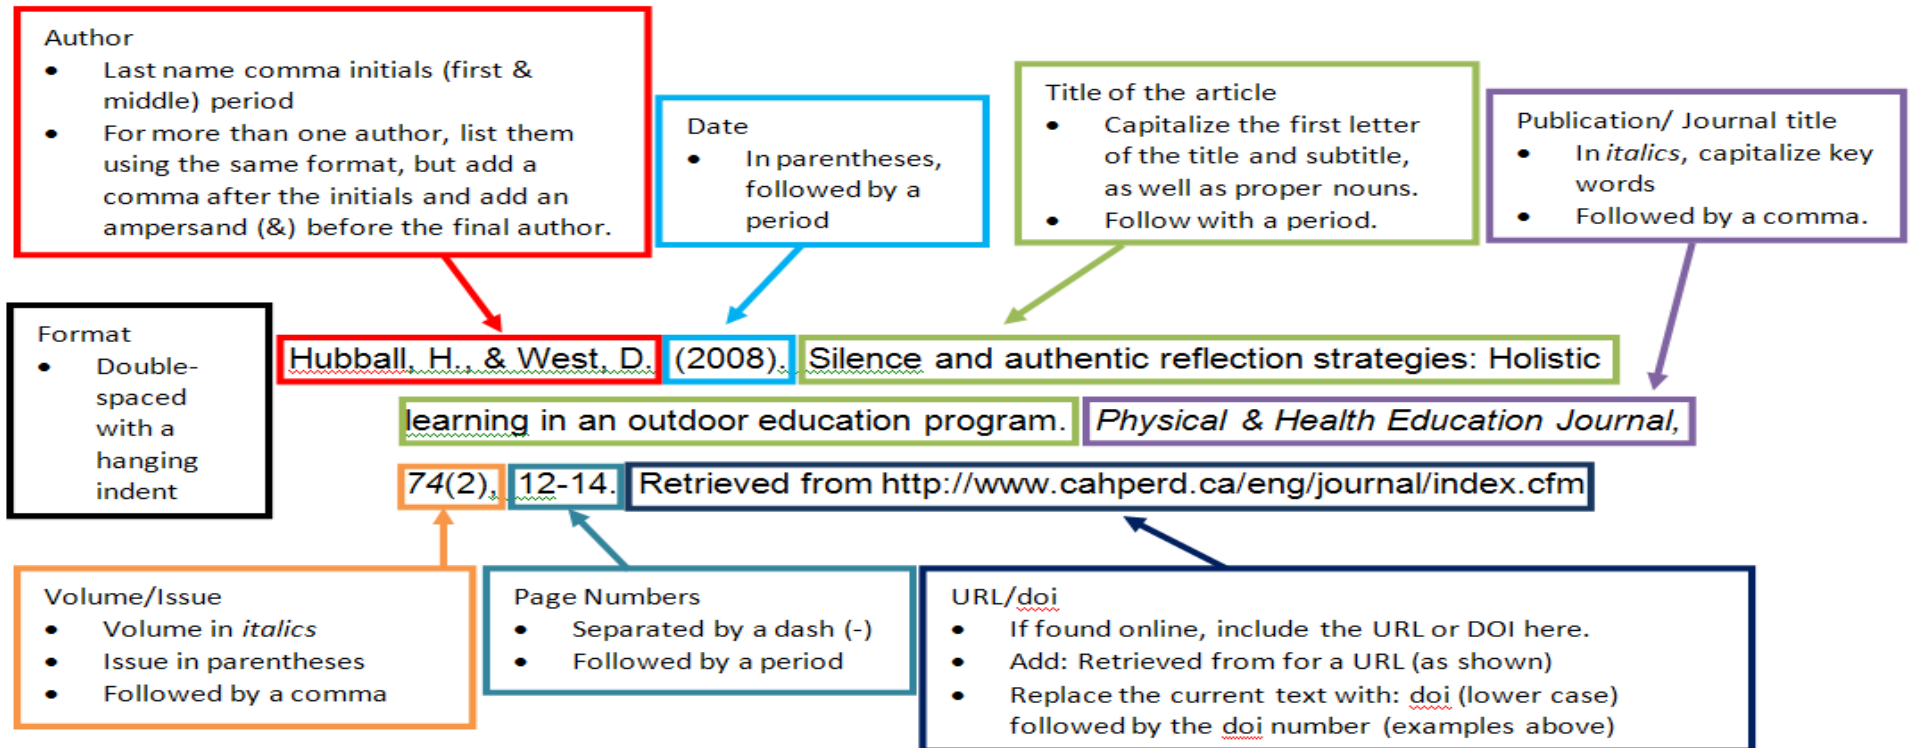 Author
• Last name comma initials (first &
middle) period
• For more than one author, list them
using the same format, but add a
comma after the initials and add an
ampersand (&) before the final author.
Date
• In parentheses,
followed by a
period
Title of the article
• Capitalize the first letter
of the title and subtitle,
as well as proper nouns.
• Follow with a period.
Publication/ Journal title
• In italics, capitalize key
words
• Followed by a comma.
Format
• Double-
spaced
with a
hanging
indent
Hubball, H., & West, D. (2008). Silence and authentic reflection strategies: Holistic
learning in an outdoor education program. Physical & Health Education Journal,
74(2), 12-14. Retrieved from http://www.cahperd.ca/eng/journal/index.cfm
Volume/Issue
• Volume in italics
• Issue in parentheses
• Followed by a comma
Page Numbers
• Separated by a dash (-)
• Followed by a period
URL/doi
• If found online, include the URL or DOI here.
• Add: Retrieved from for a URL (as shown)
• Replace the current text with: doi (lower case)
followed by the doi number (examples above)